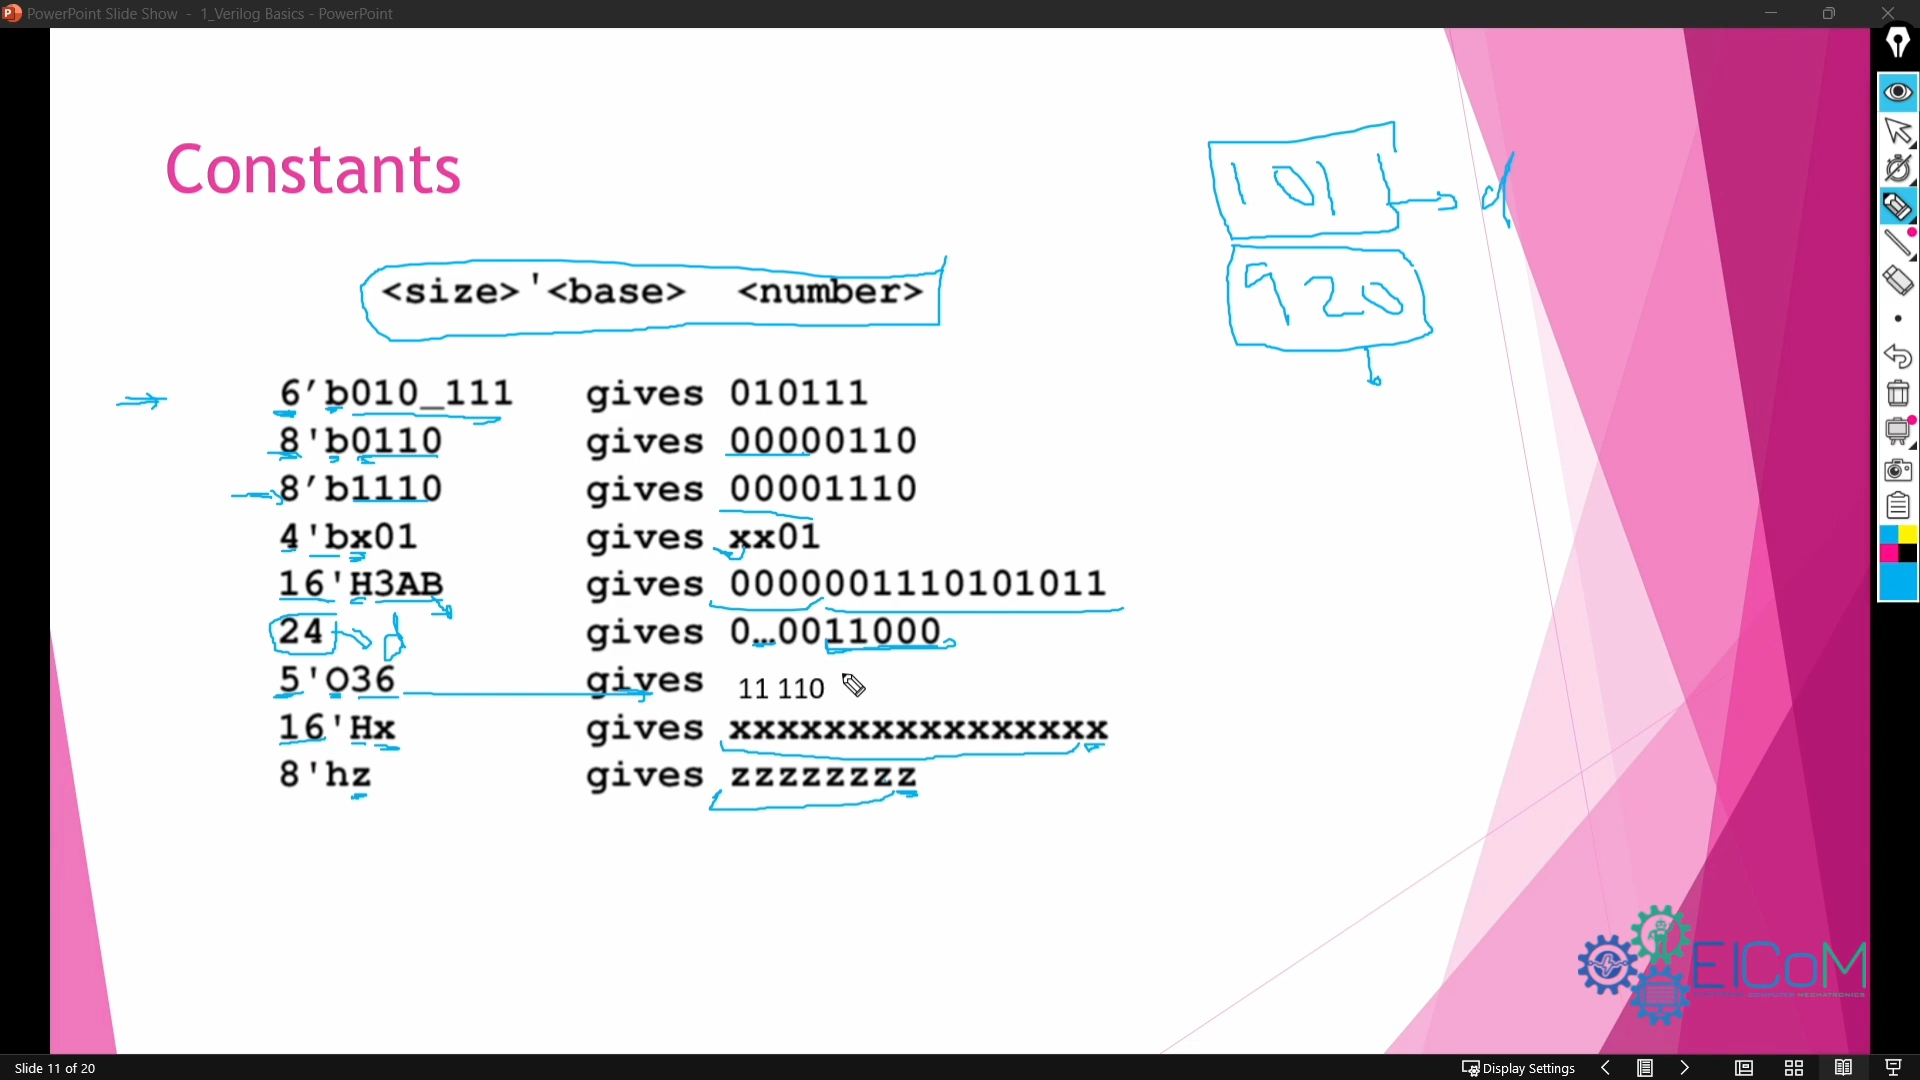 PowerPoint Slide Show - 1_Verilog Basics - PowerPoint
Constants
101
d
920
<size>'<base> <number>
6'b010_111 gives 010111
8'b0110 gives 00000110
8'b1110 gives 00001110
4'bx01 gives xx01
16'H3AB gives 0000001110101011
24 d gives 0…0011000
5'O36 gives 11 110
16'Hx gives xxxxxxxxxxxxxxxx
8'hz gives zzzzzzzz
EICoM
Slide 11 of 20
Display Settings